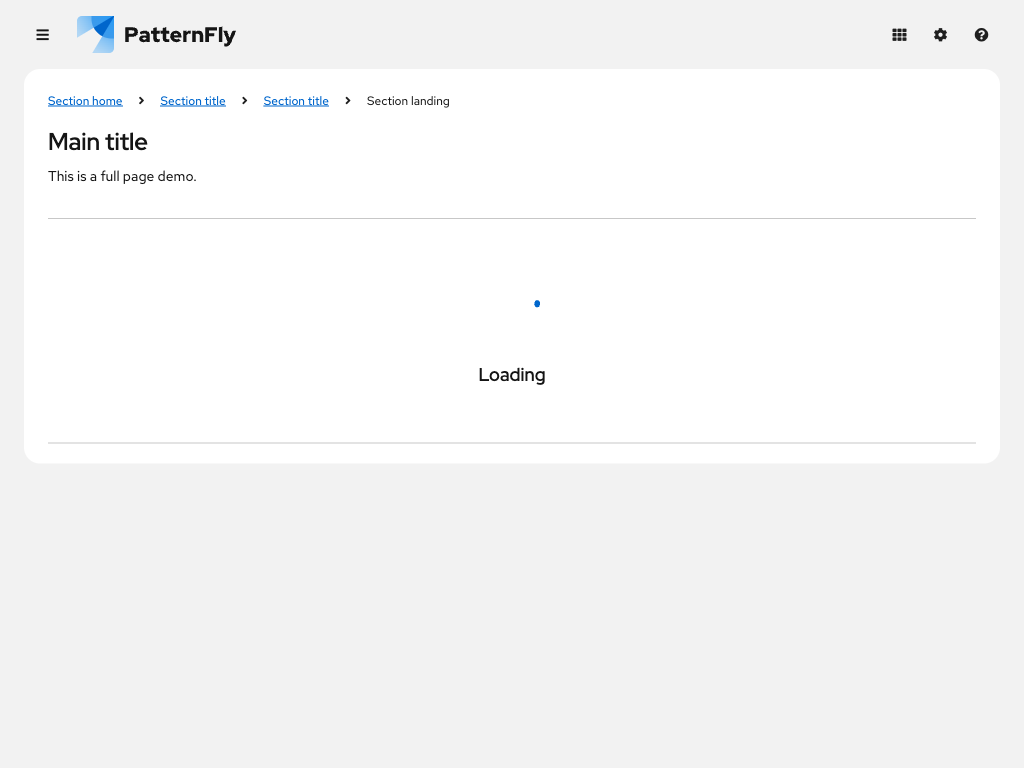 PatternFly
Section home Section title Section title Section landing
Main title
This is a full page demo.
Loading